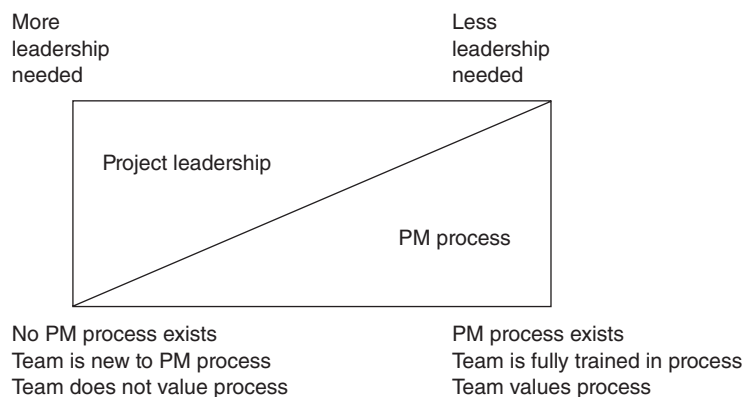 More
leadership
needed
Less
leadership
needed
Project leadership
PM process
No PM process exists
Team is new to PM process
Team does not value process
PM process exists
Team is fully trained in process
Team values process